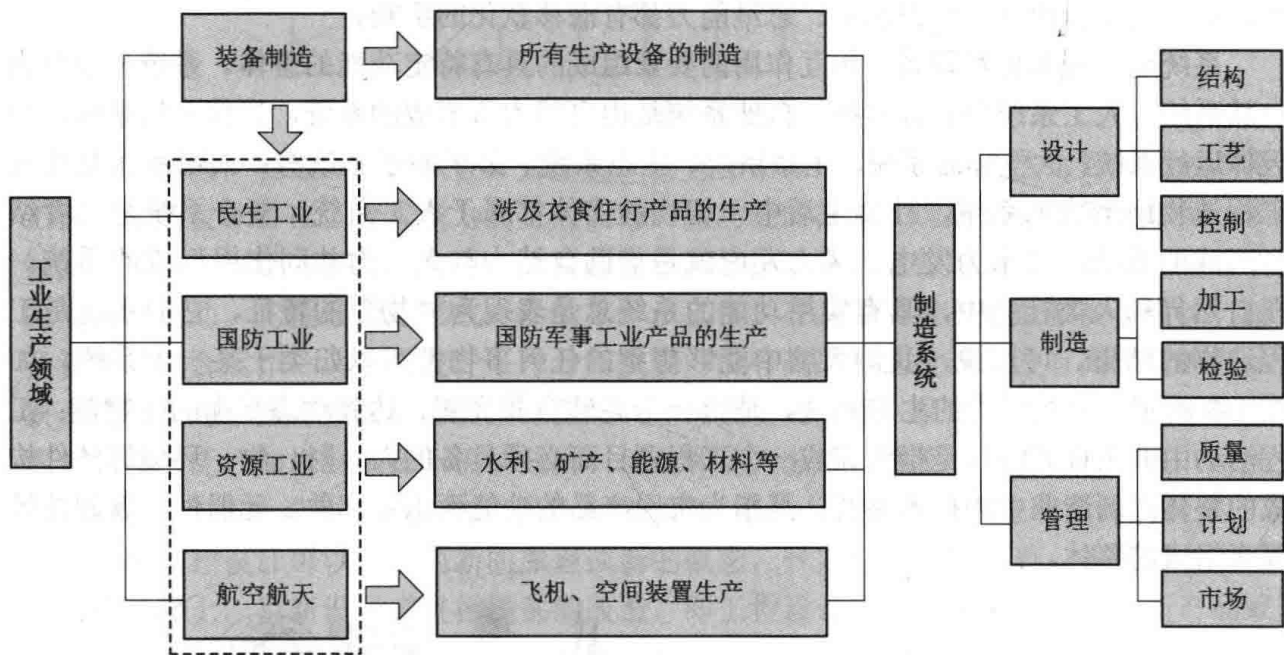 工业生产领域
装备制造
所有生产设备的制造
民生工业
涉及衣食住行产品的生产
国防工业
国防军事工业产品的生产
资源工业
水利、矿产、能源、材料等
航空航天
飞机、空间装置生产
制造系统
设计
结构
工艺
控制
制造
加工
检验
管理
质量
计划
市场